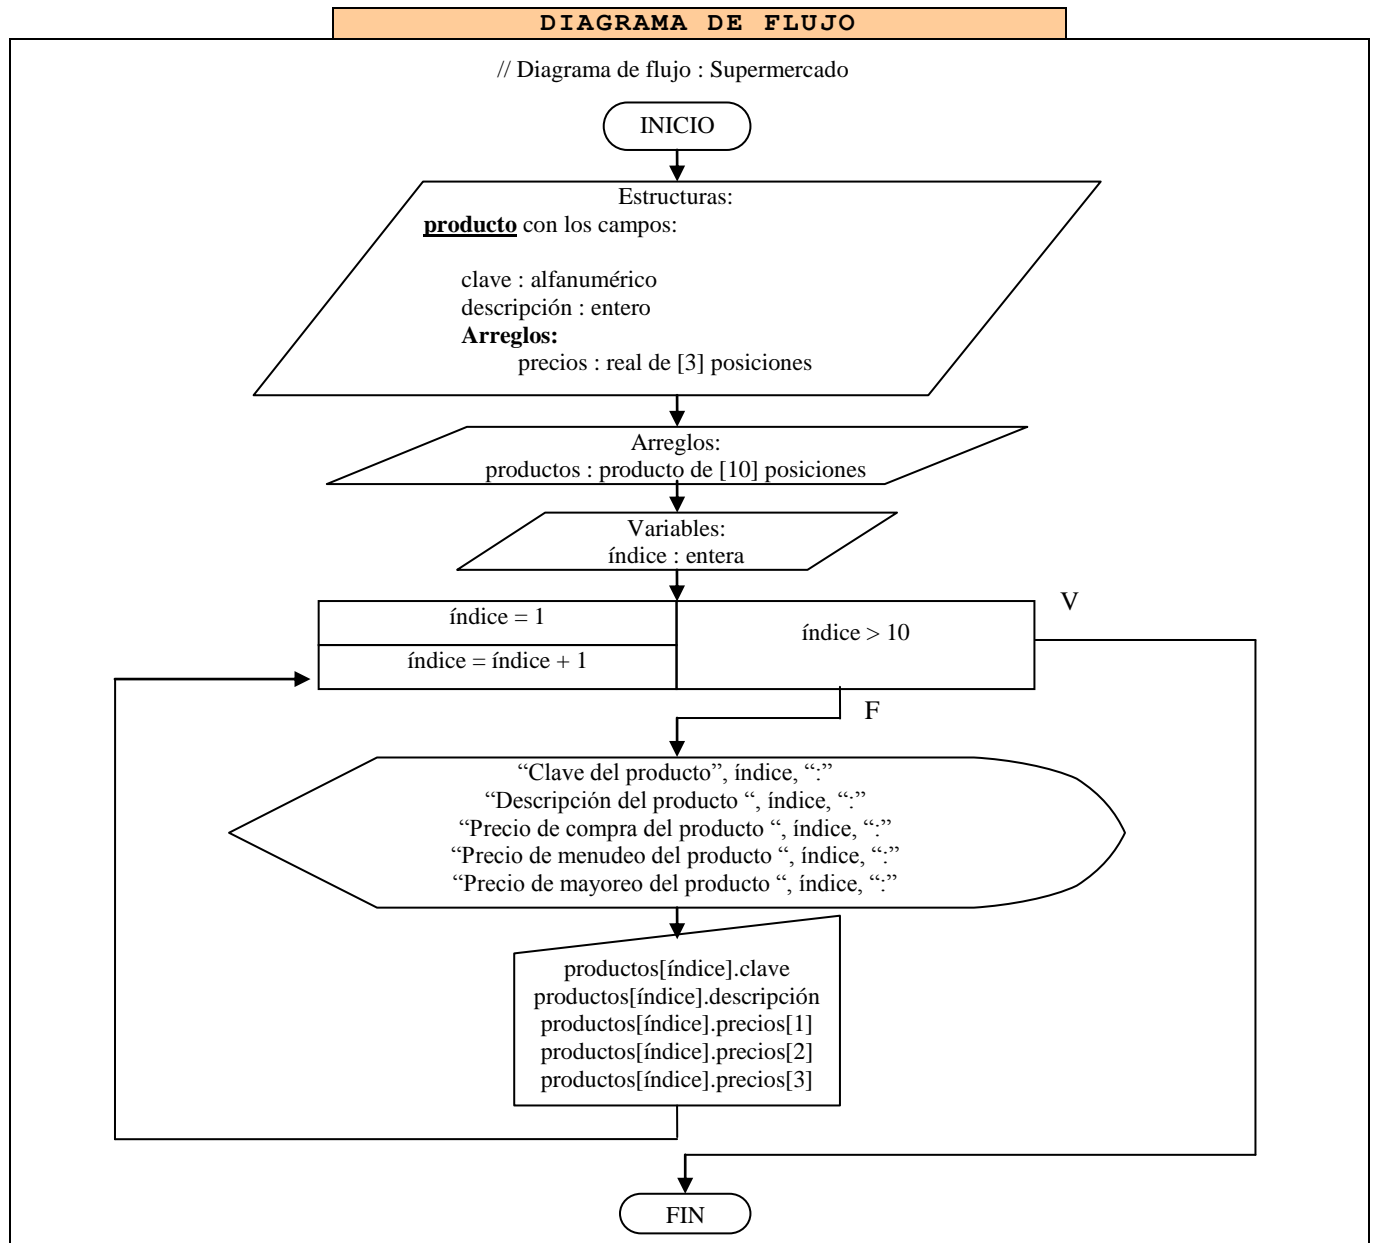 DIAGRAMA DE FLUJO
// Diagrama de flujo : Supermercado
INICIO
Estructuras:
producto con los campos:
clave : alfanumérico
descripción : entero
Arreglos:
precios : real de [3] posiciones
Arreglos:
productos : producto de [10] posiciones
Variables:
índice : entera
índice = 1
índice > 10
V
índice = índice + 1
F
“Clave del producto”, índice, “:”
“Descripción del producto “, índice, “:”
“Precio de compra del producto “, índice, “:”
“Precio de menudeo del producto “, índice, “:”
“Precio de mayoreo del producto “, índice, “:”
productos[índice].clave
productos[índice].descripción
productos[índice].precios[1]
productos[índice].precios[2]
productos[índice].precios[3]
FIN